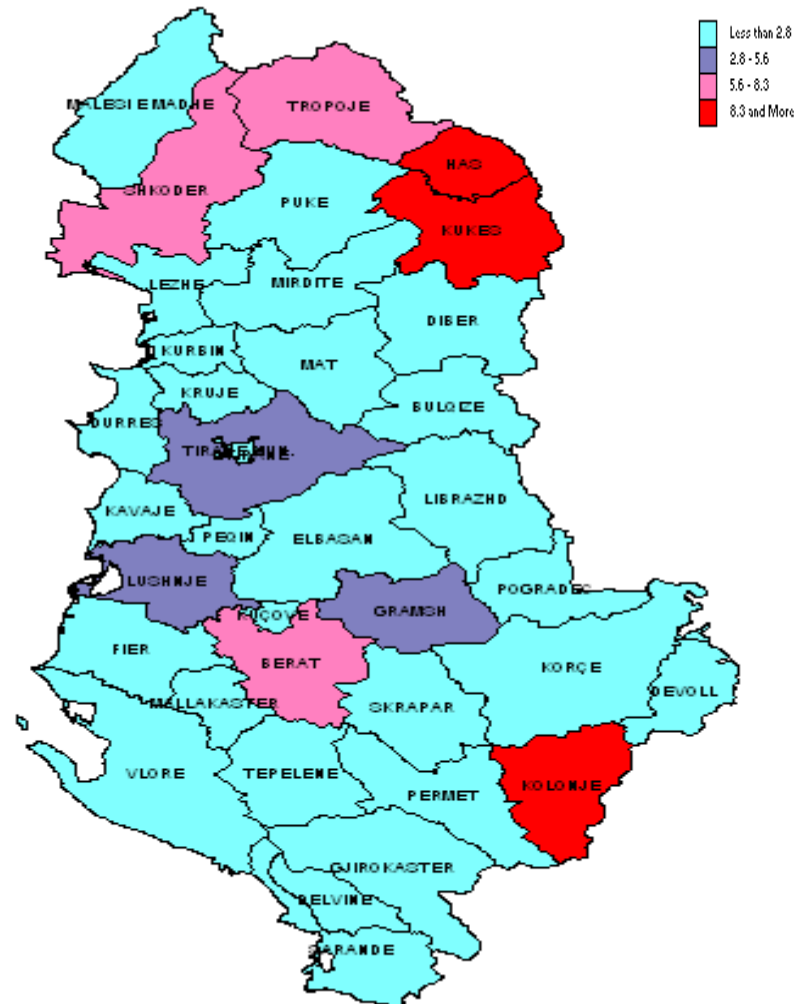 Less than 2.8
2.8 - 5.6
5.6 - 8.3
8.3 and More
MALESI E MADHE
TROPOJE
HAS
SHKODER
PUKE
KUKES
LEZHE
MIRDITE
DIBER
KURBIN
MAT
KRUJE
BULQIZE
DURRES
TIRANE
LIBRAZHD
KAVAJE
PEQIN
ELBASAN
LUSHNJE
POGRADEC
KUÇOVE
GRAMSH
FIER
BERAT
KORÇE
DEVOLL
MALLAKASTER
SKRAPAR
VLORE
TEPELENE
PERMET
KOLONJE
GJIROKASTER
DELVINE
SARANDE